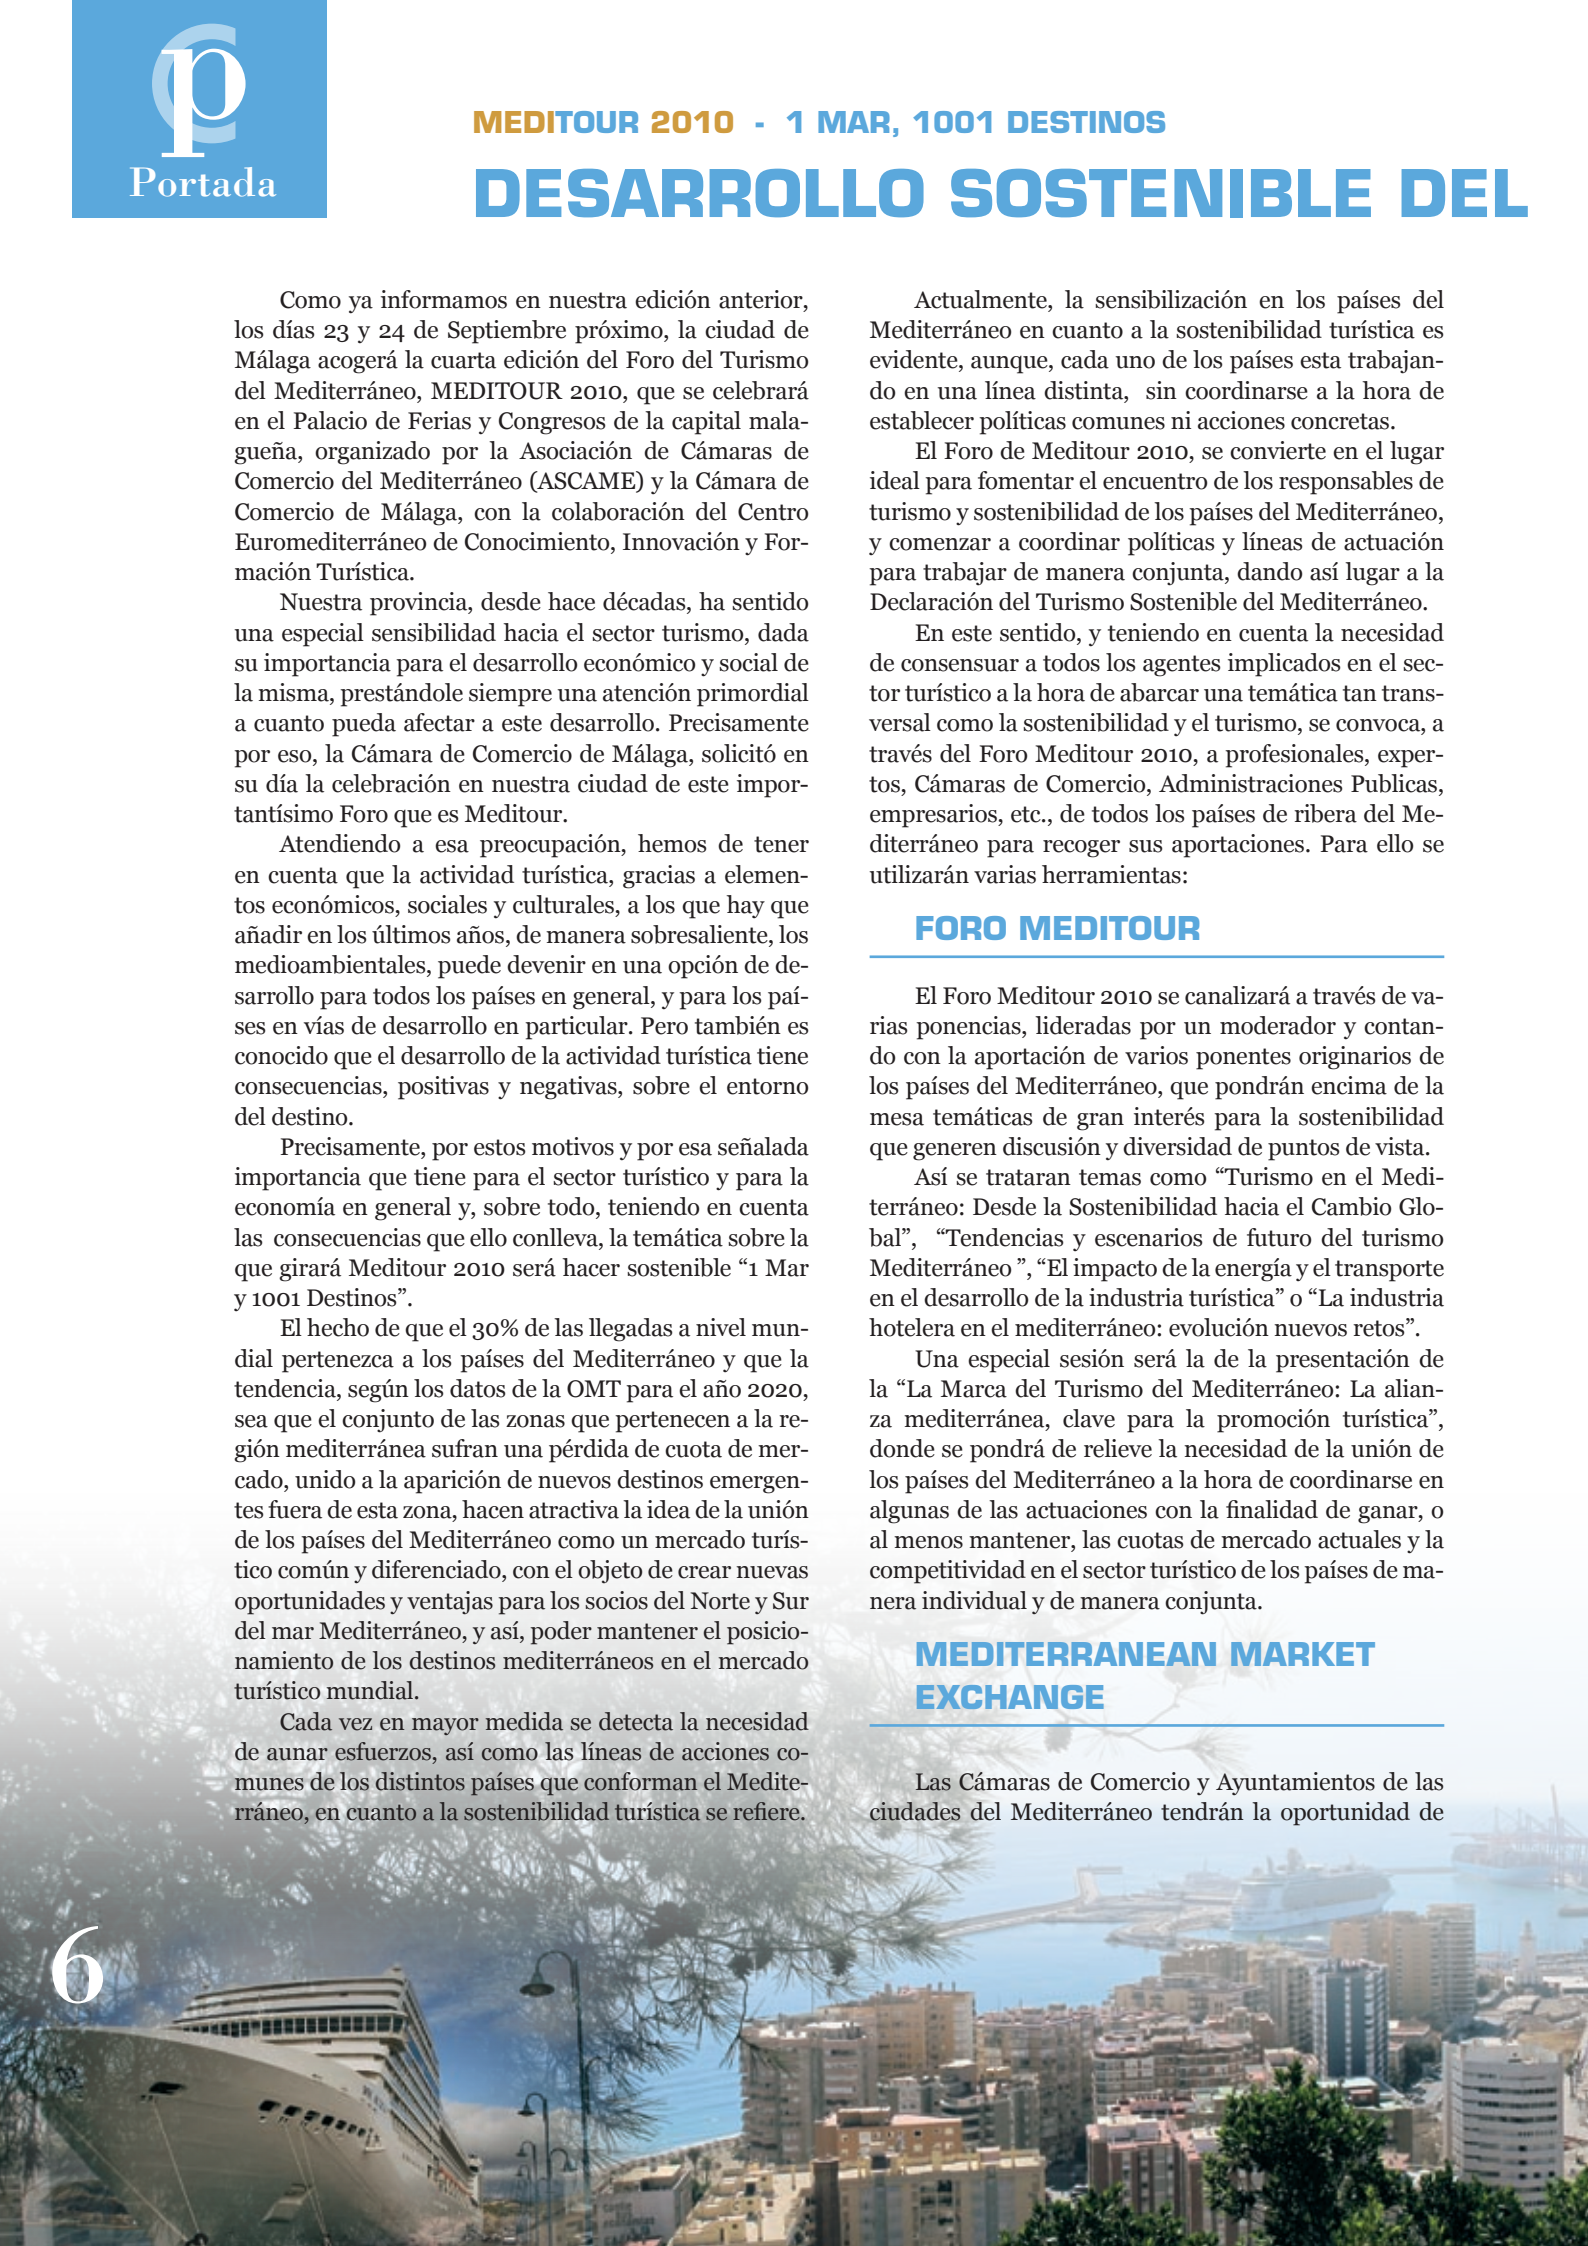 Portada
MEDITOUR 2010 - 1 MAR, 1001 DESTINOS
DESARROLLO SOSTENIBLE DEL
Como ya informamos en nuestra edición anterior,
los días 23 y 24 de Septiembre próximo, la ciudad de
Málaga acogerá la cuarta edición del Foro del Turismo
del Mediterráneo, MEDITOUR 2010, que se celebrará
en el Palacio de Ferias y Congresos de la capital mala-
gueña, organizado por la Asociación de Cámaras de
Comercio del Mediterráneo (ASCAME) y la Cámara de
Comercio de Málaga, con la colaboración del Centro
Euromediterráneo de Conocimiento, Innovación y For-
mación Turística.
Nuestra provincia, desde hace décadas, ha sentido
una especial sensibilidad hacia el sector turismo, dada
su importancia para el desarrollo económico y social de
la misma, prestándole siempre una atención primordial
a cuanto pueda afectar a este desarrollo. Precisamente
por eso, la Cámara de Comercio de Málaga, solicitó en
su día la celebración en nuestra ciudad de este impor-
tantísimo Foro que es Meditour.
Atendiendo a esa preocupación, hemos de tener
en cuenta que la actividad turística, gracias a elemen-
tos económicos, sociales y culturales, a los que hay que
añadir en los últimos años, de manera sobresaliente, los
medioambientales, puede devenir en una opción de de-
sarrollo para todos los países en general, y para los paí-
ses en vías de desarrollo en particular. Pero también es
conocido que el desarrollo de la actividad turística tiene
consecuencias, positivas y negativas, sobre el entorno
del destino.
Precisamente, por estos motivos y por esa señalada
importancia que tiene para el sector turístico y para la
economía en general y, sobre todo, teniendo en cuenta
las consecuencias que ello conlleva, la temática sobre la
que girará Meditour 2010 será hacer sostenible “1 Mar
y 1001 Destinos”.
El hecho de que el 30% de las llegadas a nivel mun-
dial pertenezca a los países del Mediterráneo y que la
tendencia, según los datos de la OMT para el año 2020,
sea que el conjunto de las zonas que pertenecen a la re-
gión mediterránea sufran una pérdida de cuota de mer-
cado, unido a la aparición de nuevos destinos emergen-
tes fuera de esta zona, hacen atractiva la idea de la unión
de los países del Mediterráneo como un mercado turís-
tico común y diferenciado, con el objeto de crear nuevas
oportunidades y ventajas para los socios del Norte y Sur
del mar Mediterráneo, y así, poder mantener el posicio-
namiento de los destinos mediterráneos en el mercado
turístico mundial.
Cada vez en mayor medida se detecta la necesidad
de aunar esfuerzos, así como las líneas de acciones co-
munes de los distintos países que conforman el Medite-
rráneo, en cuanto a la sostenibilidad turística se refiere.
Actualmente, la sensibilización en los países del
Mediterráneo en cuanto a la sostenibilidad turística es
evidente, aunque, cada uno de los países esta trabajan-
do en una línea distinta, sin coordinarse a la hora de
establecer políticas comunes ni acciones concretas.
El Foro de Meditour 2010, se convierte en el lugar
ideal para fomentar el encuentro de los responsables de
turismo y sostenibilidad de los países del Mediterráneo,
y comenzar a coordinar políticas y líneas de actuación
para trabajar de manera conjunta, dando así lugar a la
Declaración del Turismo Sostenible del Mediterráneo.
En este sentido, y teniendo en cuenta la necesidad
de consensuar a todos los agentes implicados en el sec-
tor turístico a la hora de abarcar una temática tan trans-
versal como la sostenibilidad y el turismo, se convoca, a
través del Foro Meditour 2010, a profesionales, exper-
tos, Cámaras de Comercio, Administraciones Publicas,
empresarios, etc., de todos los países de ribera del Me-
diterráneo para recoger sus aportaciones. Para ello se
utilizarán varias herramientas:
FORO MEDITOUR
El Foro Meditour 2010 se canalizará a través de va-
rias ponencias, lideradas por un moderador y contan-
do con la aportación de varios ponentes originarios de
los países del Mediterráneo, que pondrán encima de la
mesa temáticas de gran interés para la sostenibilidad
que generen discusión y diversidad de puntos de vista.
Así se trataran temas como “Turismo en el Medi-
terráneo: Desde la Sostenibilidad hacia el Cambio Glo-
bal”, “Tendencias y escenarios de futuro del turismo
Mediterráneo ”, “El impacto de la energía y el transporte
en el desarrollo de la industria turística” o “La industria
hotelera en el mediterráneo: evolución nuevos retos”.
Una especial sesión será la de la presentación de
la “La Marca del Turismo del Mediterráneo: La alian-
za mediterránea, clave para la promoción turística”,
donde se pondrá de relieve la necesidad de la unión de
los países del Mediterráneo a la hora de coordinarse en
algunas de las actuaciones con la finalidad de ganar, o
al menos mantener, las cuotas de mercado actuales y la
competitividad en el sector turístico de los países de ma-
nera individual y de manera conjunta.
MEDITERRANEAN MARKET
EXCHANGE
Las Cámaras de Comercio y Ayuntamientos de las
ciudades del Mediterráneo tendrán la oportunidad de
6